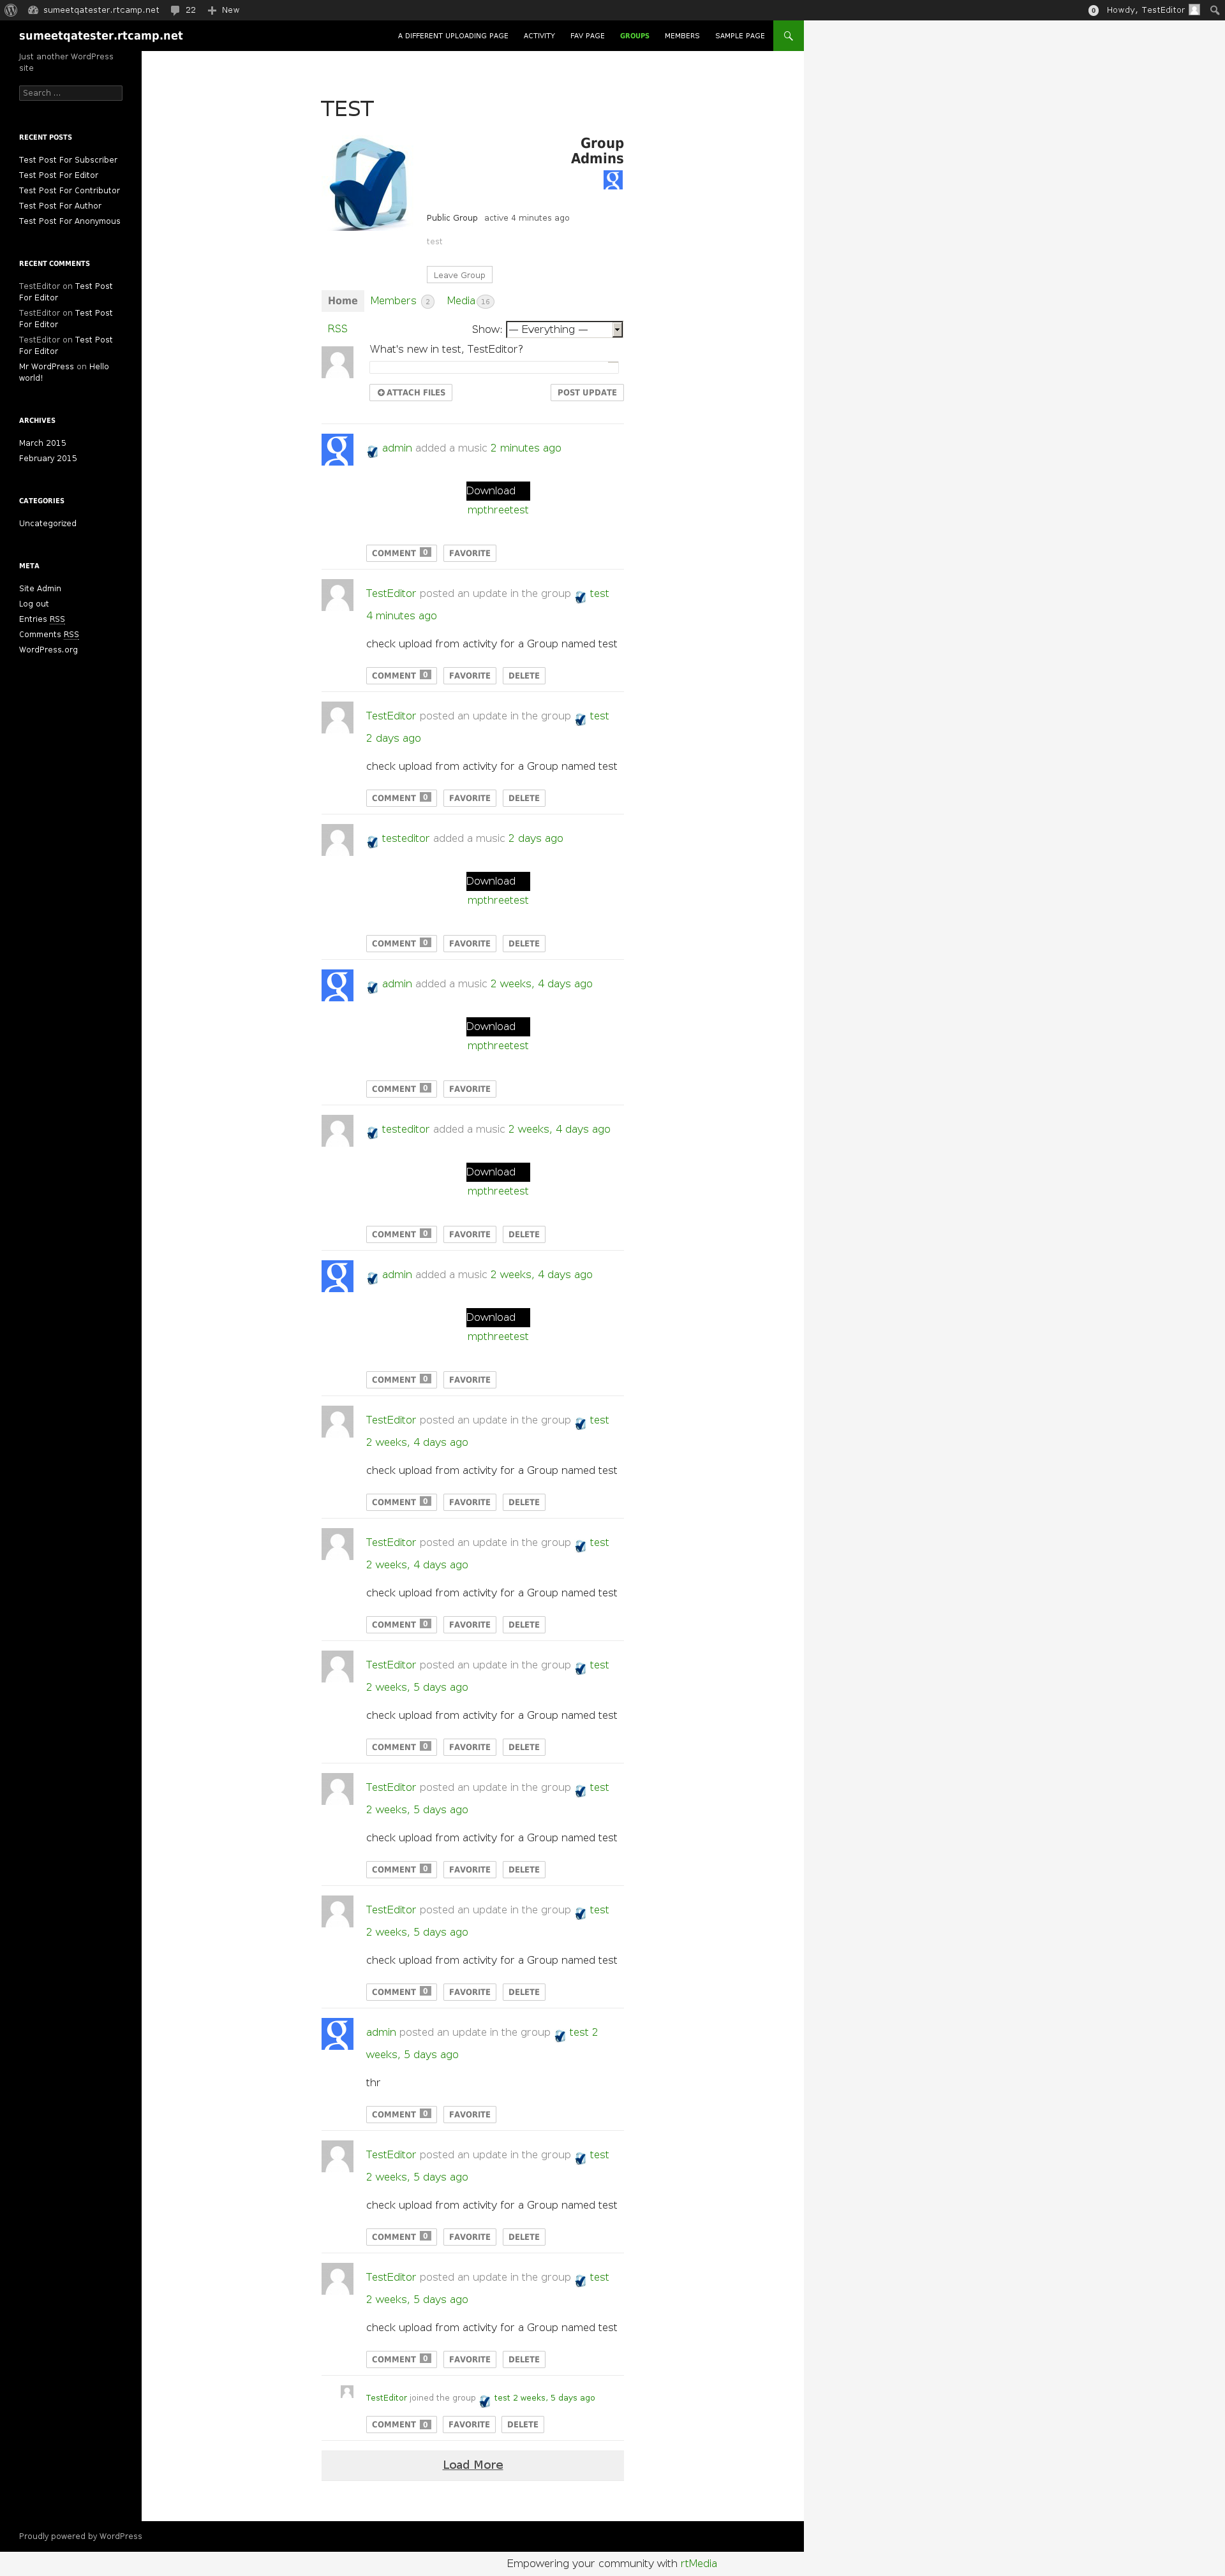 sumeetqatester.rtcamp.net 22 New 0 Howdy, TestEditor
sumeetqatester.rtcamp.net A DIFFERENT UPLOADING PAGE ACTIVITY FAV PAGE GROUPS MEMBERS SAMPLE PAGE
Just another WordPress
site
Search ...
RECENT POSTS
Test Post For Subscriber
Test Post For Editor
Test Post For Contributor
Test Post For Author
Test Post For Anonymous
RECENT COMMENTS
TestEditor on Test Post
For Editor
TestEditor on Test Post
For Editor
TestEditor on Test Post
For Editor
Mr WordPress on Hello
world!
ARCHIVES
March 2015
February 2015
CATEGORIES
Uncategorized
META
Site Admin
Log out
Entries RSS
Comments RSS
WordPress.org
TEST
Group
Admins
g
Public Group active 4 minutes ago
test
Leave Group
Home Members 2 Media 16
RSS Show: — Everything —
What's new in test, TestEditor?
ATTACH FILES POST UPDATE
g
admin added a music 2 minutes ago
Download
mpthreetest
COMMENT 0 FAVORITE
TestEditor posted an update in the group test
4 minutes ago
check upload from activity for a Group named test
COMMENT 0 FAVORITE DELETE
TestEditor posted an update in the group test
2 days ago
check upload from activity for a Group named test
COMMENT 0 FAVORITE DELETE
testeditor added a music 2 days ago
Download
mpthreetest
COMMENT 0 FAVORITE DELETE
g
admin added a music 2 weeks, 4 days ago
Download
mpthreetest
COMMENT 0 FAVORITE
testeditor added a music 2 weeks, 4 days ago
Download
mpthreetest
COMMENT 0 FAVORITE DELETE
g
admin added a music 2 weeks, 4 days ago
Download
mpthreetest
COMMENT 0 FAVORITE
TestEditor posted an update in the group test
2 weeks, 4 days ago
check upload from activity for a Group named test
COMMENT 0 FAVORITE DELETE
TestEditor posted an update in the group test
2 weeks, 4 days ago
check upload from activity for a Group named test
COMMENT 0 FAVORITE DELETE
TestEditor posted an update in the group test
2 weeks, 5 days ago
check upload from activity for a Group named test
COMMENT 0 FAVORITE DELETE
TestEditor posted an update in the group test
2 weeks, 5 days ago
check upload from activity for a Group named test
COMMENT 0 FAVORITE DELETE
TestEditor posted an update in the group test
2 weeks, 5 days ago
check upload from activity for a Group named test
COMMENT 0 FAVORITE DELETE
g
admin posted an update in the group test 2
weeks, 5 days ago
thr
COMMENT 0 FAVORITE
TestEditor posted an update in the group test
2 weeks, 5 days ago
check upload from activity for a Group named test
COMMENT 0 FAVORITE DELETE
TestEditor posted an update in the group test
2 weeks, 5 days ago
check upload from activity for a Group named test
COMMENT 0 FAVORITE DELETE
TestEditor joined the group test 2 weeks, 5 days ago
COMMENT 0 FAVORITE DELETE
Load More
Proudly powered by WordPress
Empowering your community with rtMedia